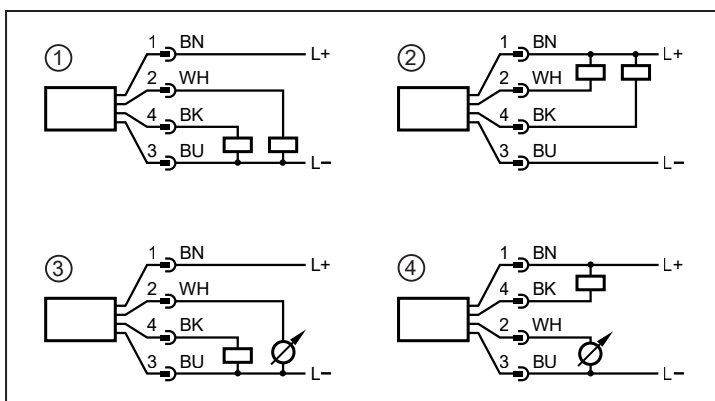 ①
1 BN
L+
2 WH
4 BK
3 BU
L−
②
1 BN
L+
2 WH
4 BK
3 BU
L−
③
1 BN
L+
2 WH
4 BK
3 BU
L−
④
1 BN
L+
4 BK
2 WH
3 BU
L−